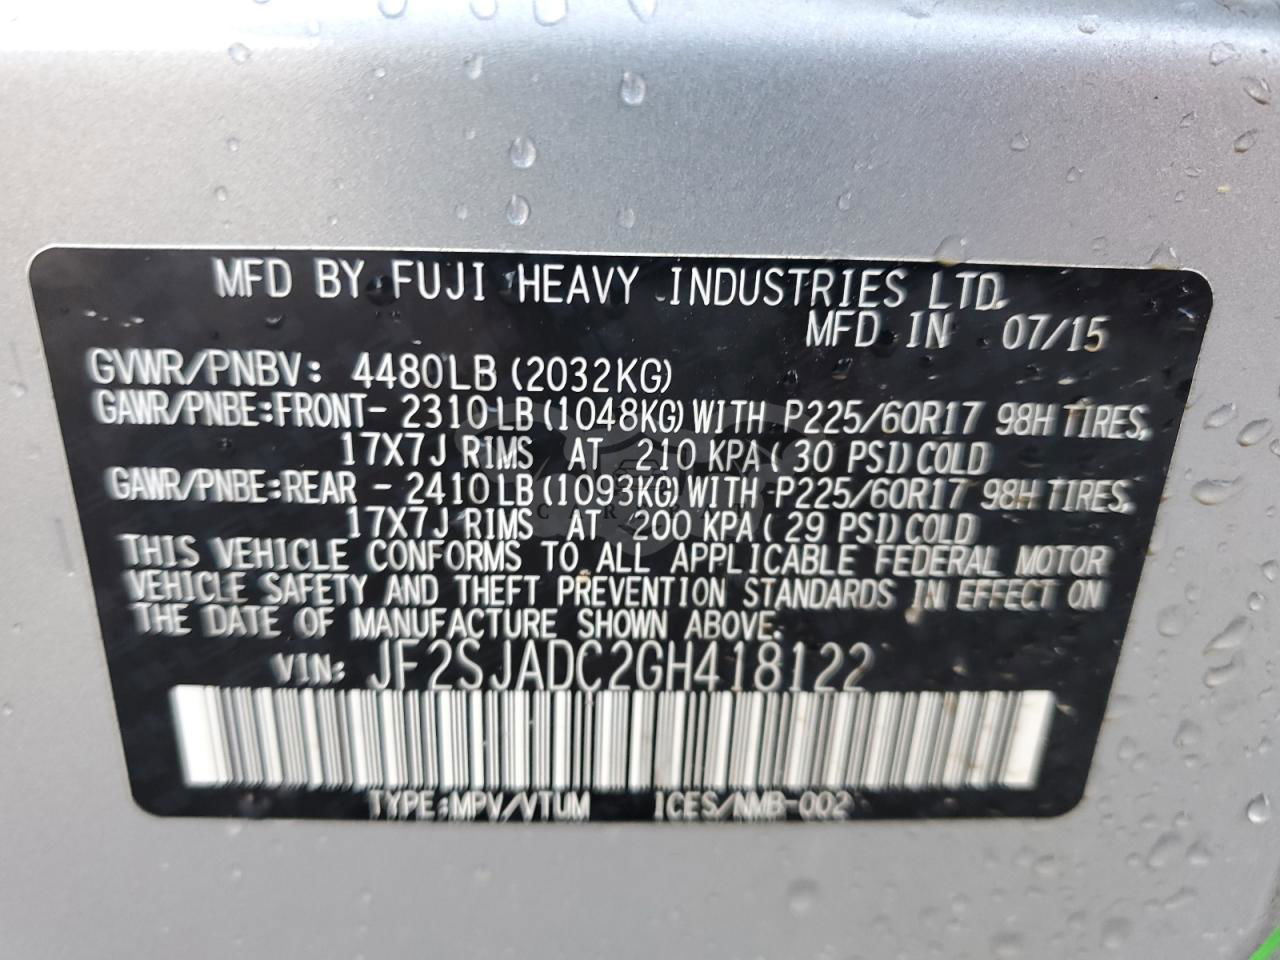 MFD BY FUJI HEAVY INDUSTRIES LTD.
MFD IN 07/15
GVWR/PNBV: 4480LB (2032KG)
GAWR/PNBE:FRONT- 2310LB(1048KG)WITH P225/60R17 98H TIRES,
17X7J RIMS AT 210 KPA(30 PSI)COLD
GAWR/PNBE:REAR - 2410LB(1093KG)WITH P225/60R17 98H TIRES,
17X7J RIMS AT 200 KPA(29 PSI)COLD
THIS VEHICLE CONFORMS TO ALL APPLICABLE FEDERAL MOTOR
VEHICLE SAFETY AND THEFT PREVENTION STANDARDS IN EFFECT ON
THE DATE OF MANUFACTURE SHOWN ABOVE.
VIN: JF2SJADC2GH418122
TYPE:MPV/VTUM ICES/NMB-002